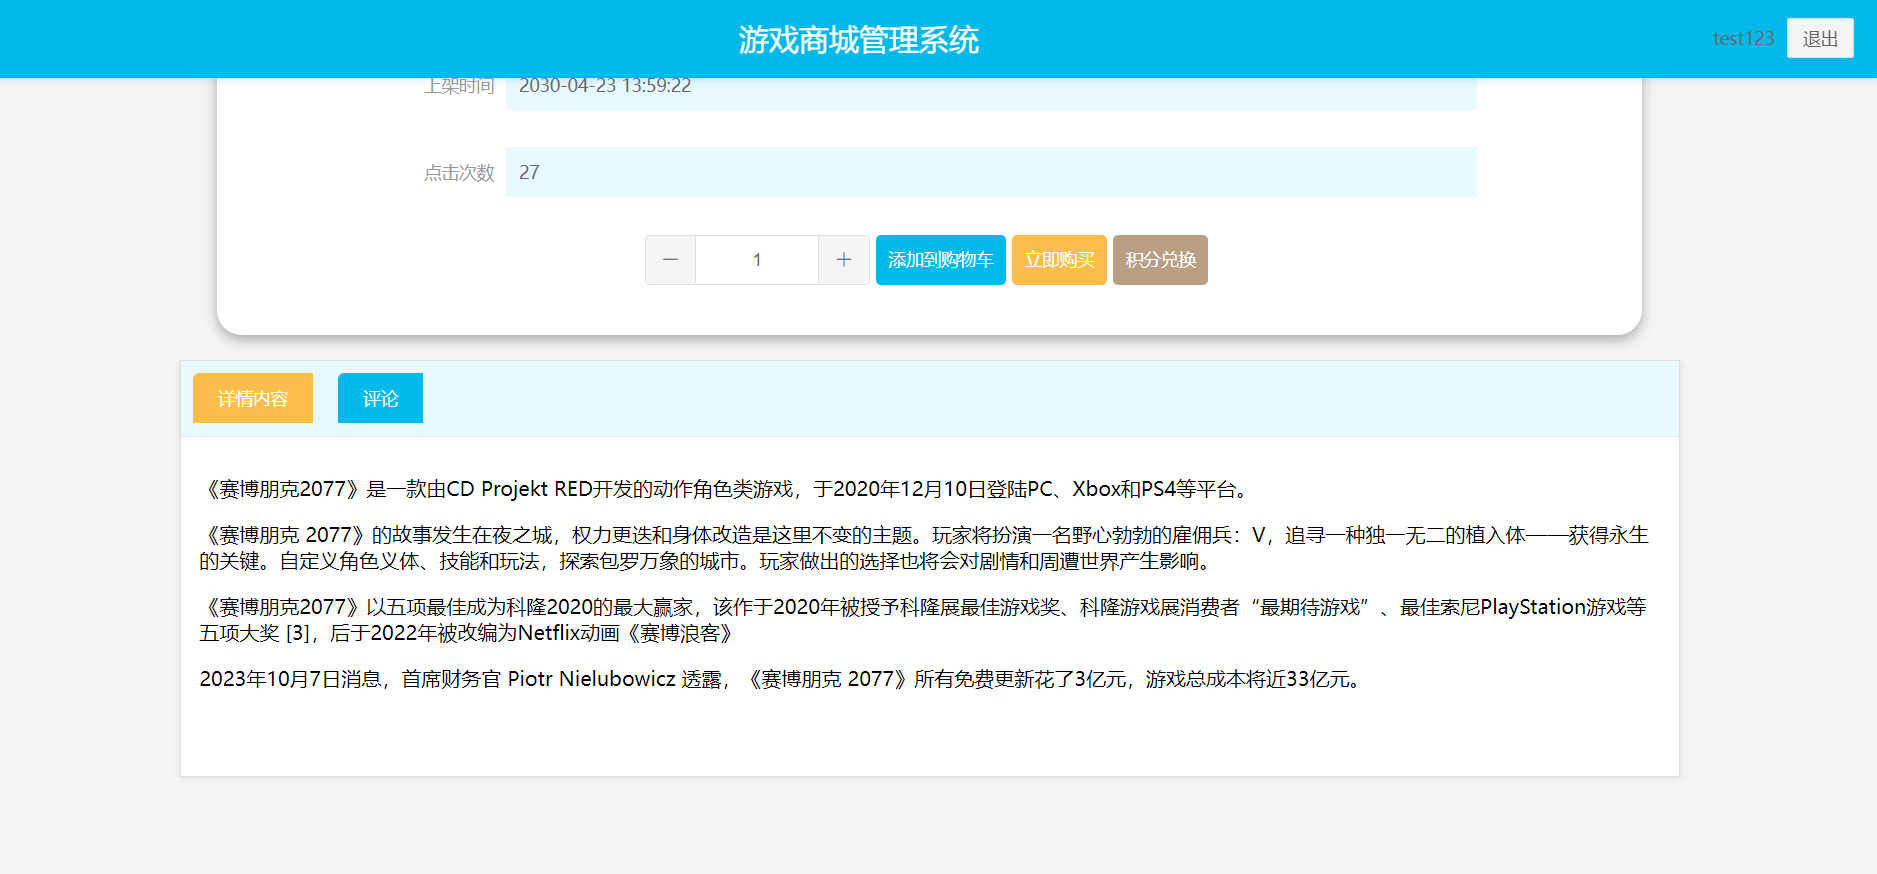 游戏商城管理系统
test123 退出
上架时间 2030-04-23 13:59:22
点击次数 27
1 添加到购物车 立即购买 积分兑换
详情内容 评论
《赛博朋克2077》是一款由CD Projekt RED开发的动作角色类游戏，于2020年12月10日登陆PC、Xbox和PS4等平台。
《赛博朋克 2077》的故事发生在夜之城，权力更迭和身体改造是这里不变的主题。玩家将扮演一名野心勃勃的雇佣兵：V，追寻一种独一无二的植入体——获得永生
的关键。自定义角色义体、技能和玩法，探索包罗万象的城市。玩家做出的选择也将会对剧情和周遭世界产生影响。
《赛博朋克2077》以五项最佳成为科隆2020的最大赢家，该作于2020年被授予科隆展最佳游戏奖、科隆游戏展消费者“最期待游戏”、最佳索尼PlayStation游戏等
五项大奖 [3]，后于2022年被改编为Netflix动画《赛博浪客》
2023年10月7日消息，首席财务官 Piotr Nielubowicz 透露，《赛博朋克 2077》所有免费更新花了3亿元，游戏总成本将近33亿元。